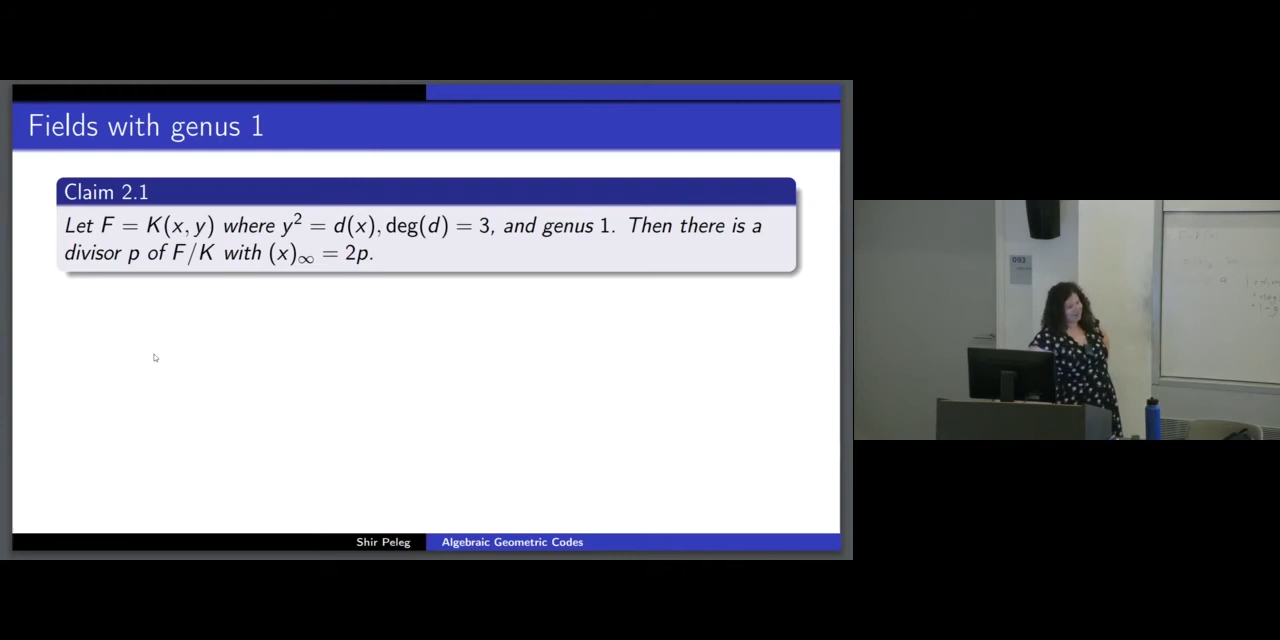 Fields with genus 1
Claim 2.1
Let F = K(x, y) where y² = d(x), deg(d) = 3, and genus 1. Then there is a
divisor p of F/K with (x)∞ = 2p.
093
Shir Peleg
Algebraic Geometric Codes